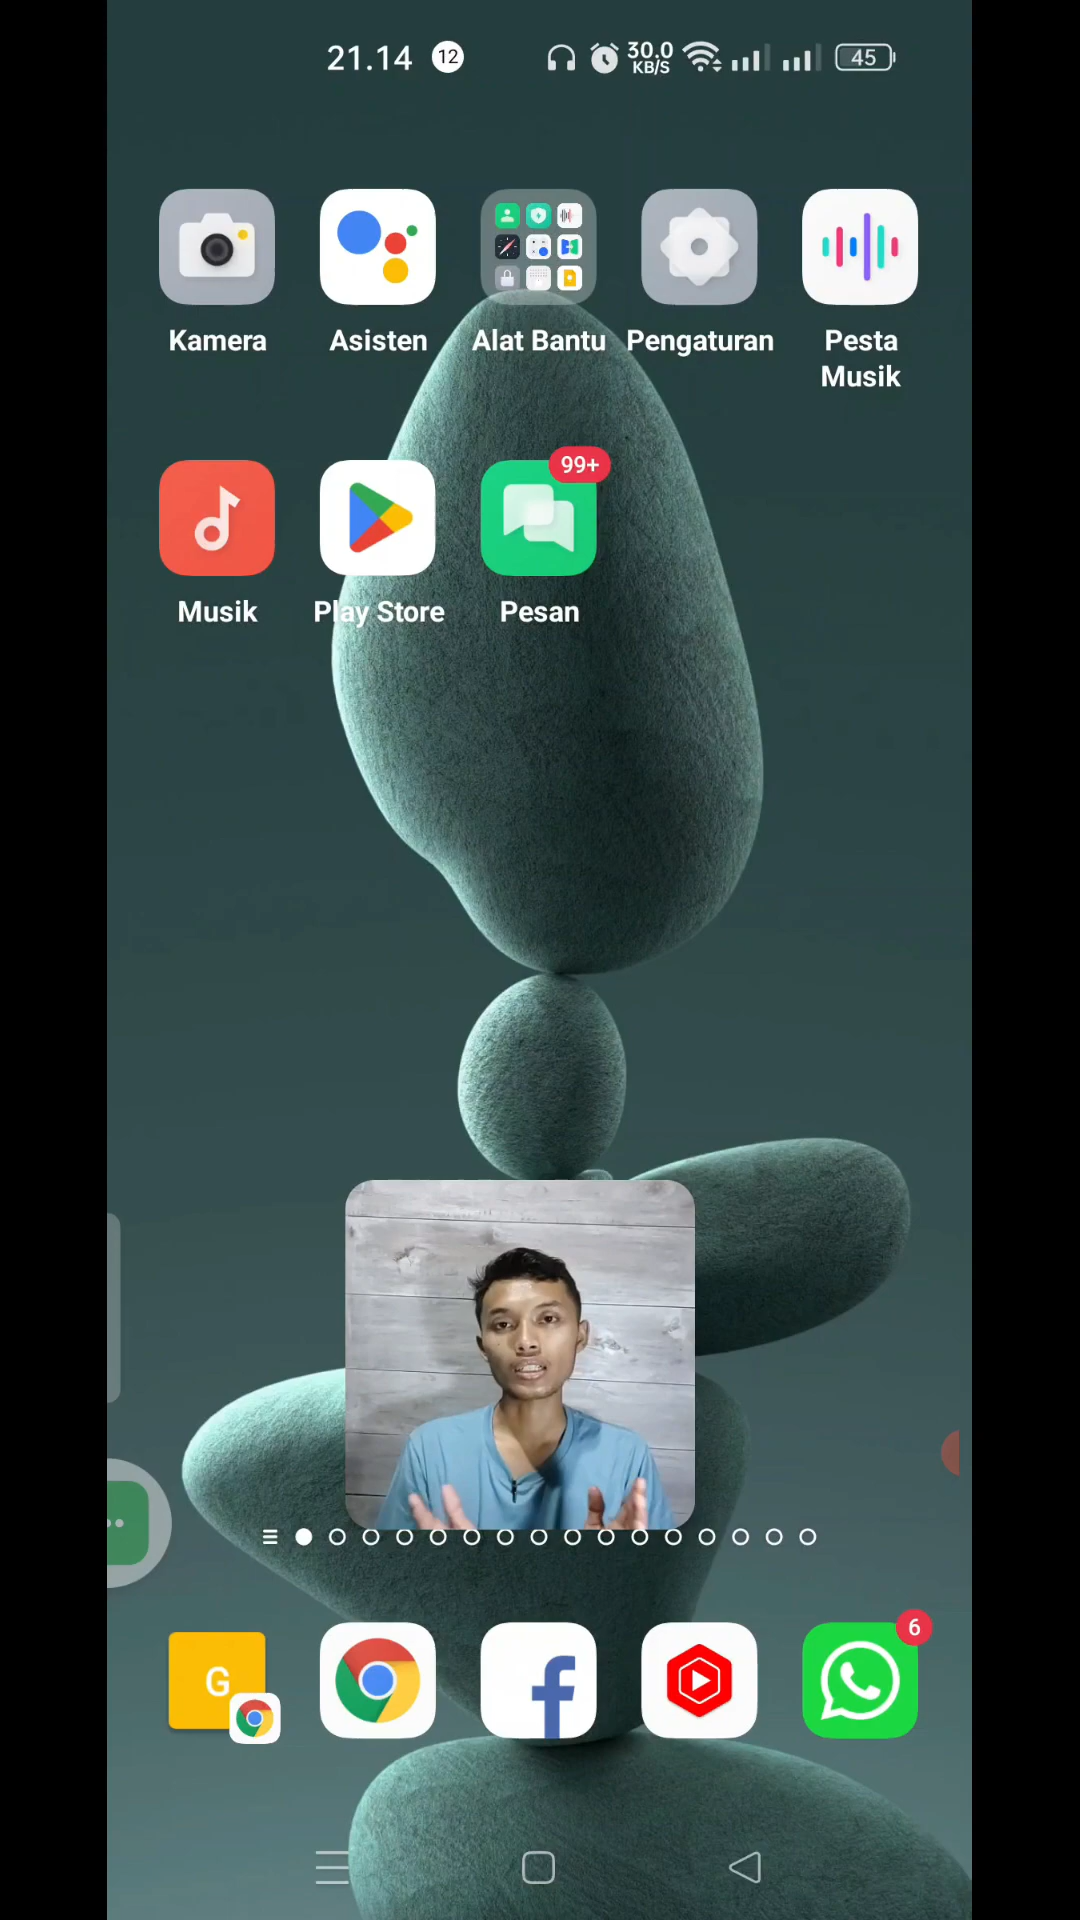 21.14 12 30.0 KB/S 45
Kamera
Asisten
Alat Bantu
Pengaturan
Pesta
Musik
99+
Musik
Play Store
Pesan
6
G